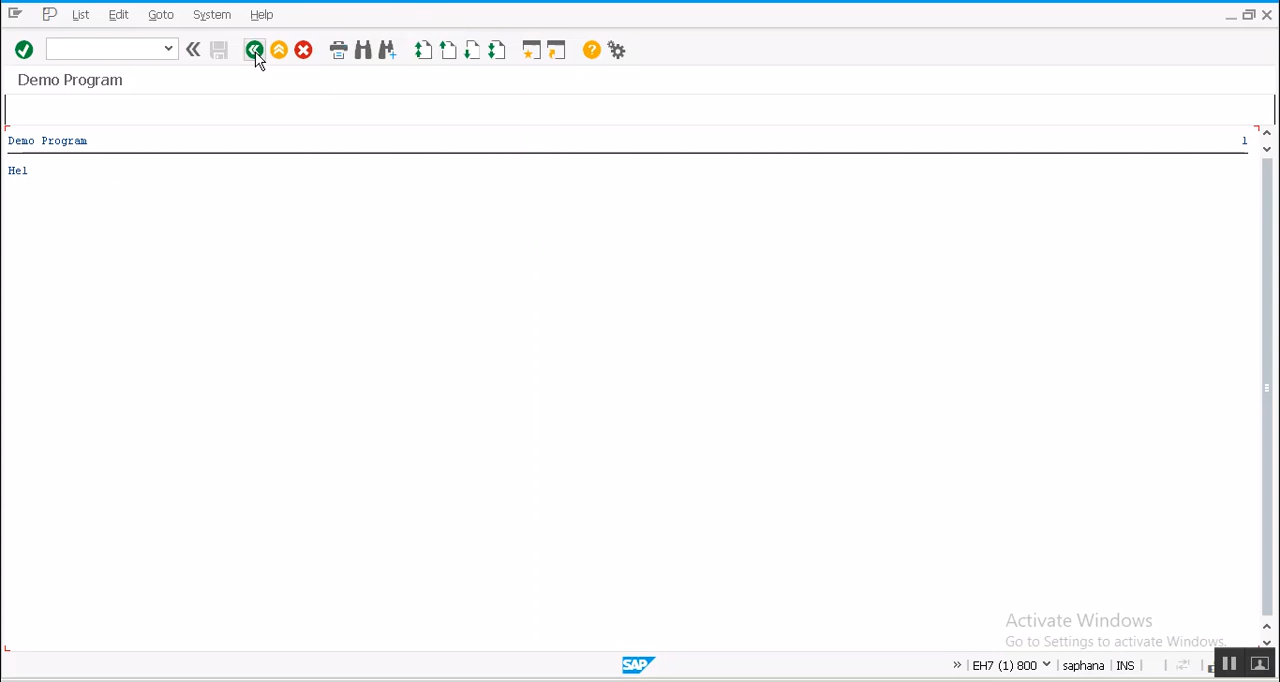 List Edit Goto System Help
Demo Program
Demo Program 1
Hel
Activate Windows
Go to Settings to activate Windows.
SAP
EH7 (1) 800 saphana INS